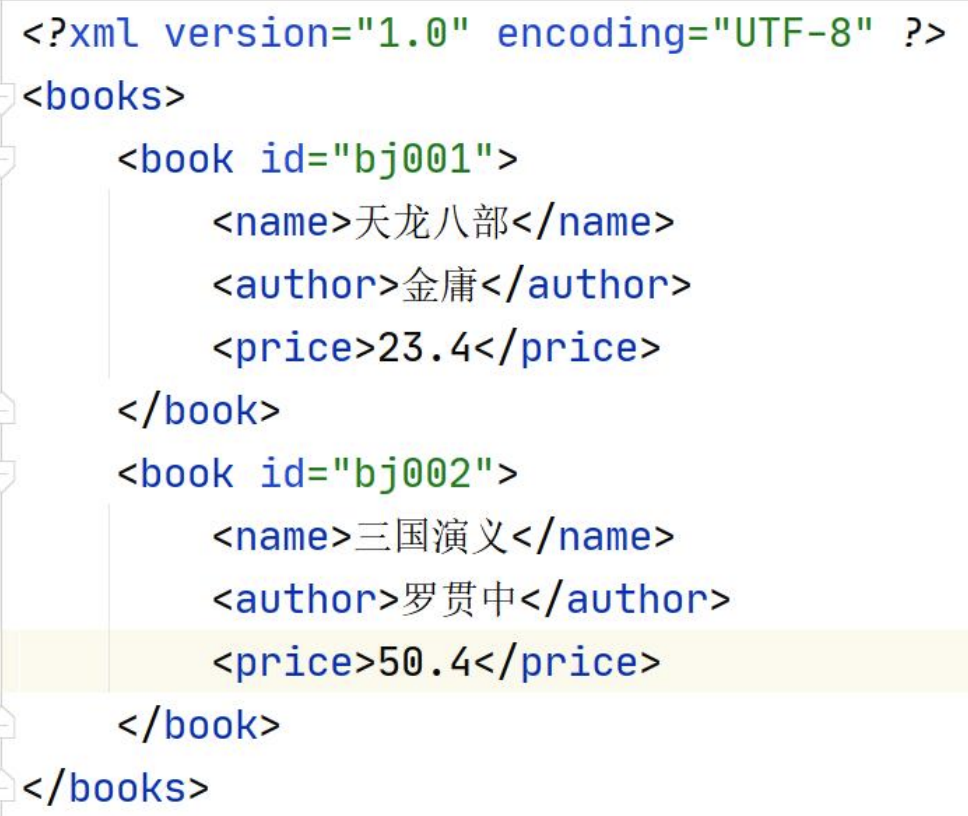 <?xml version="1.0" encoding="UTF-8" ?>
<books>
    <book id="bj001">
        <name>天龙八部</name>
        <author>金庸</author>
        <price>23.4</price>
    </book>
    <book id="bj002">
        <name>三国演义</name>
        <author>罗贯中</author>
        <price>50.4</price>
    </book>
</books>